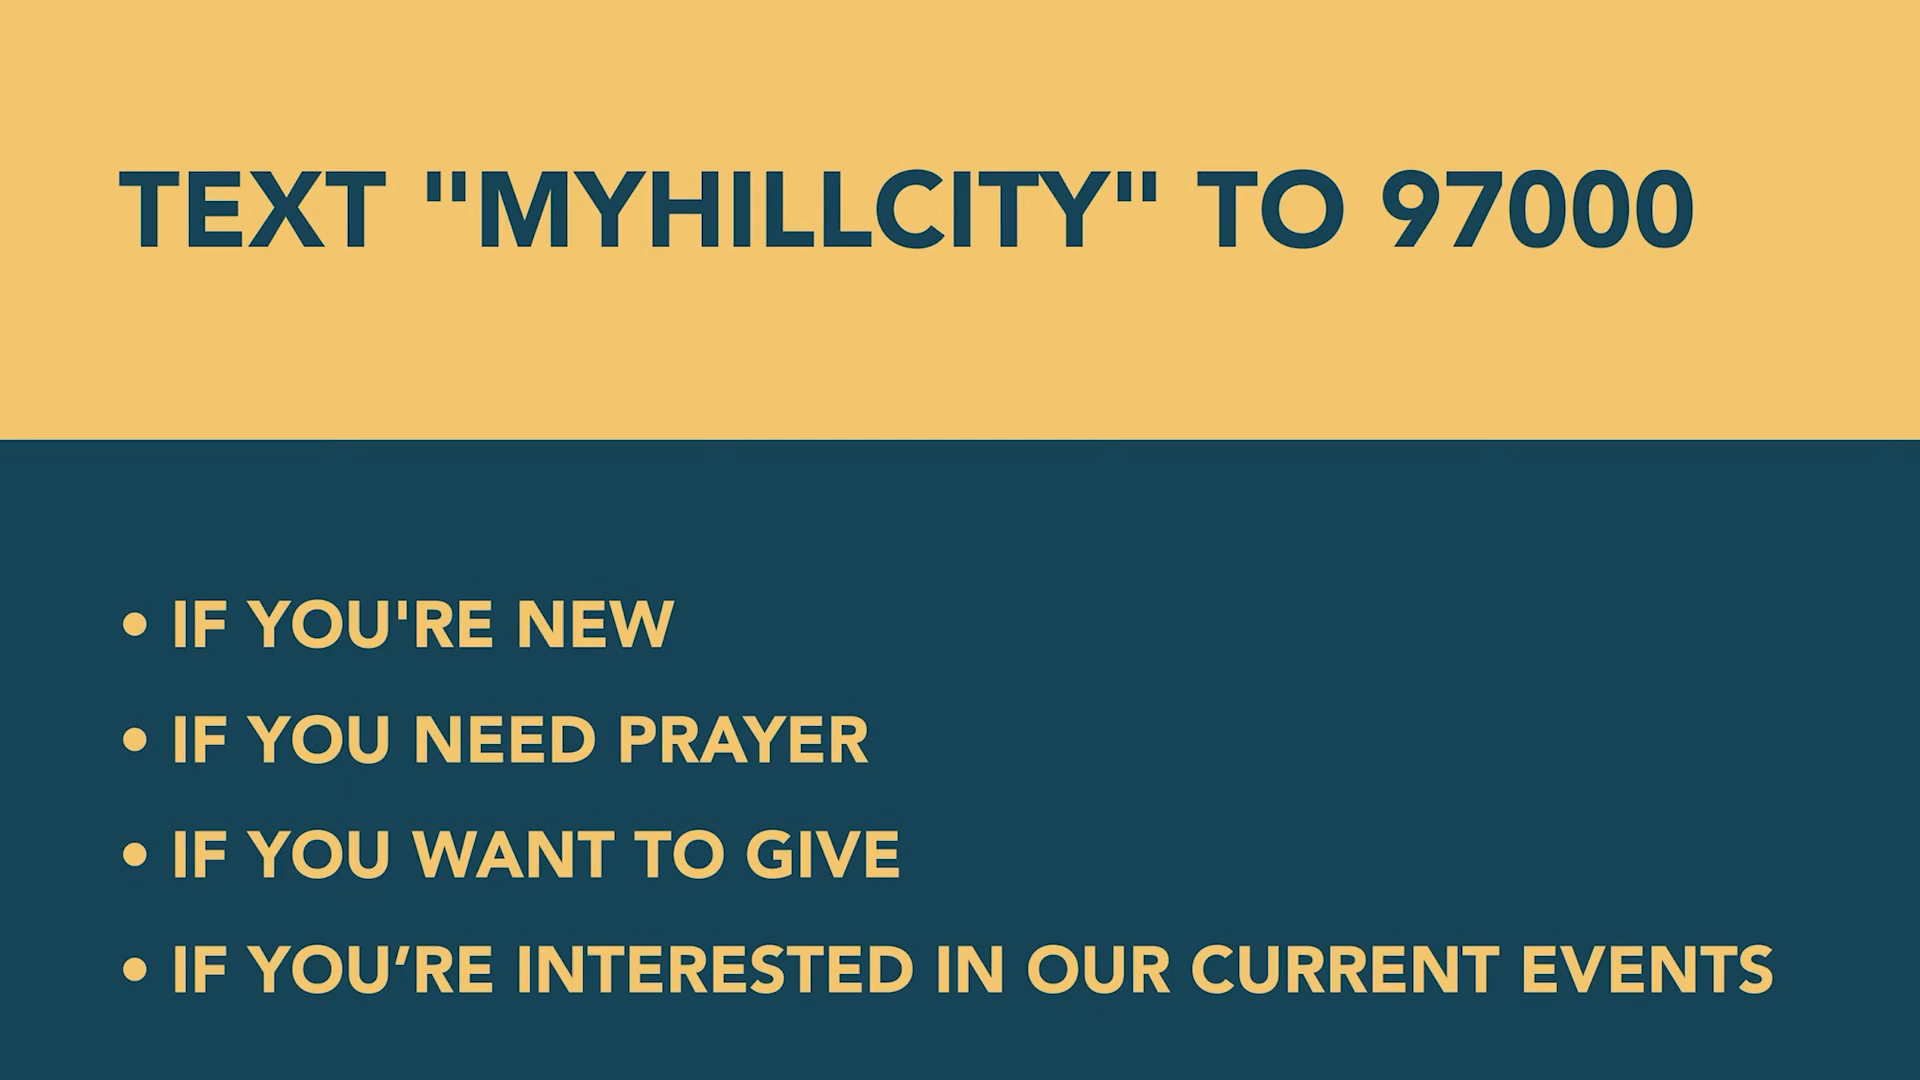 TEXT "MYHILLCITY" TO 97000
• IF YOU'RE NEW
• IF YOU NEED PRAYER
• IF YOU WANT TO GIVE
• IF YOU’RE INTERESTED IN OUR CURRENT EVENTS